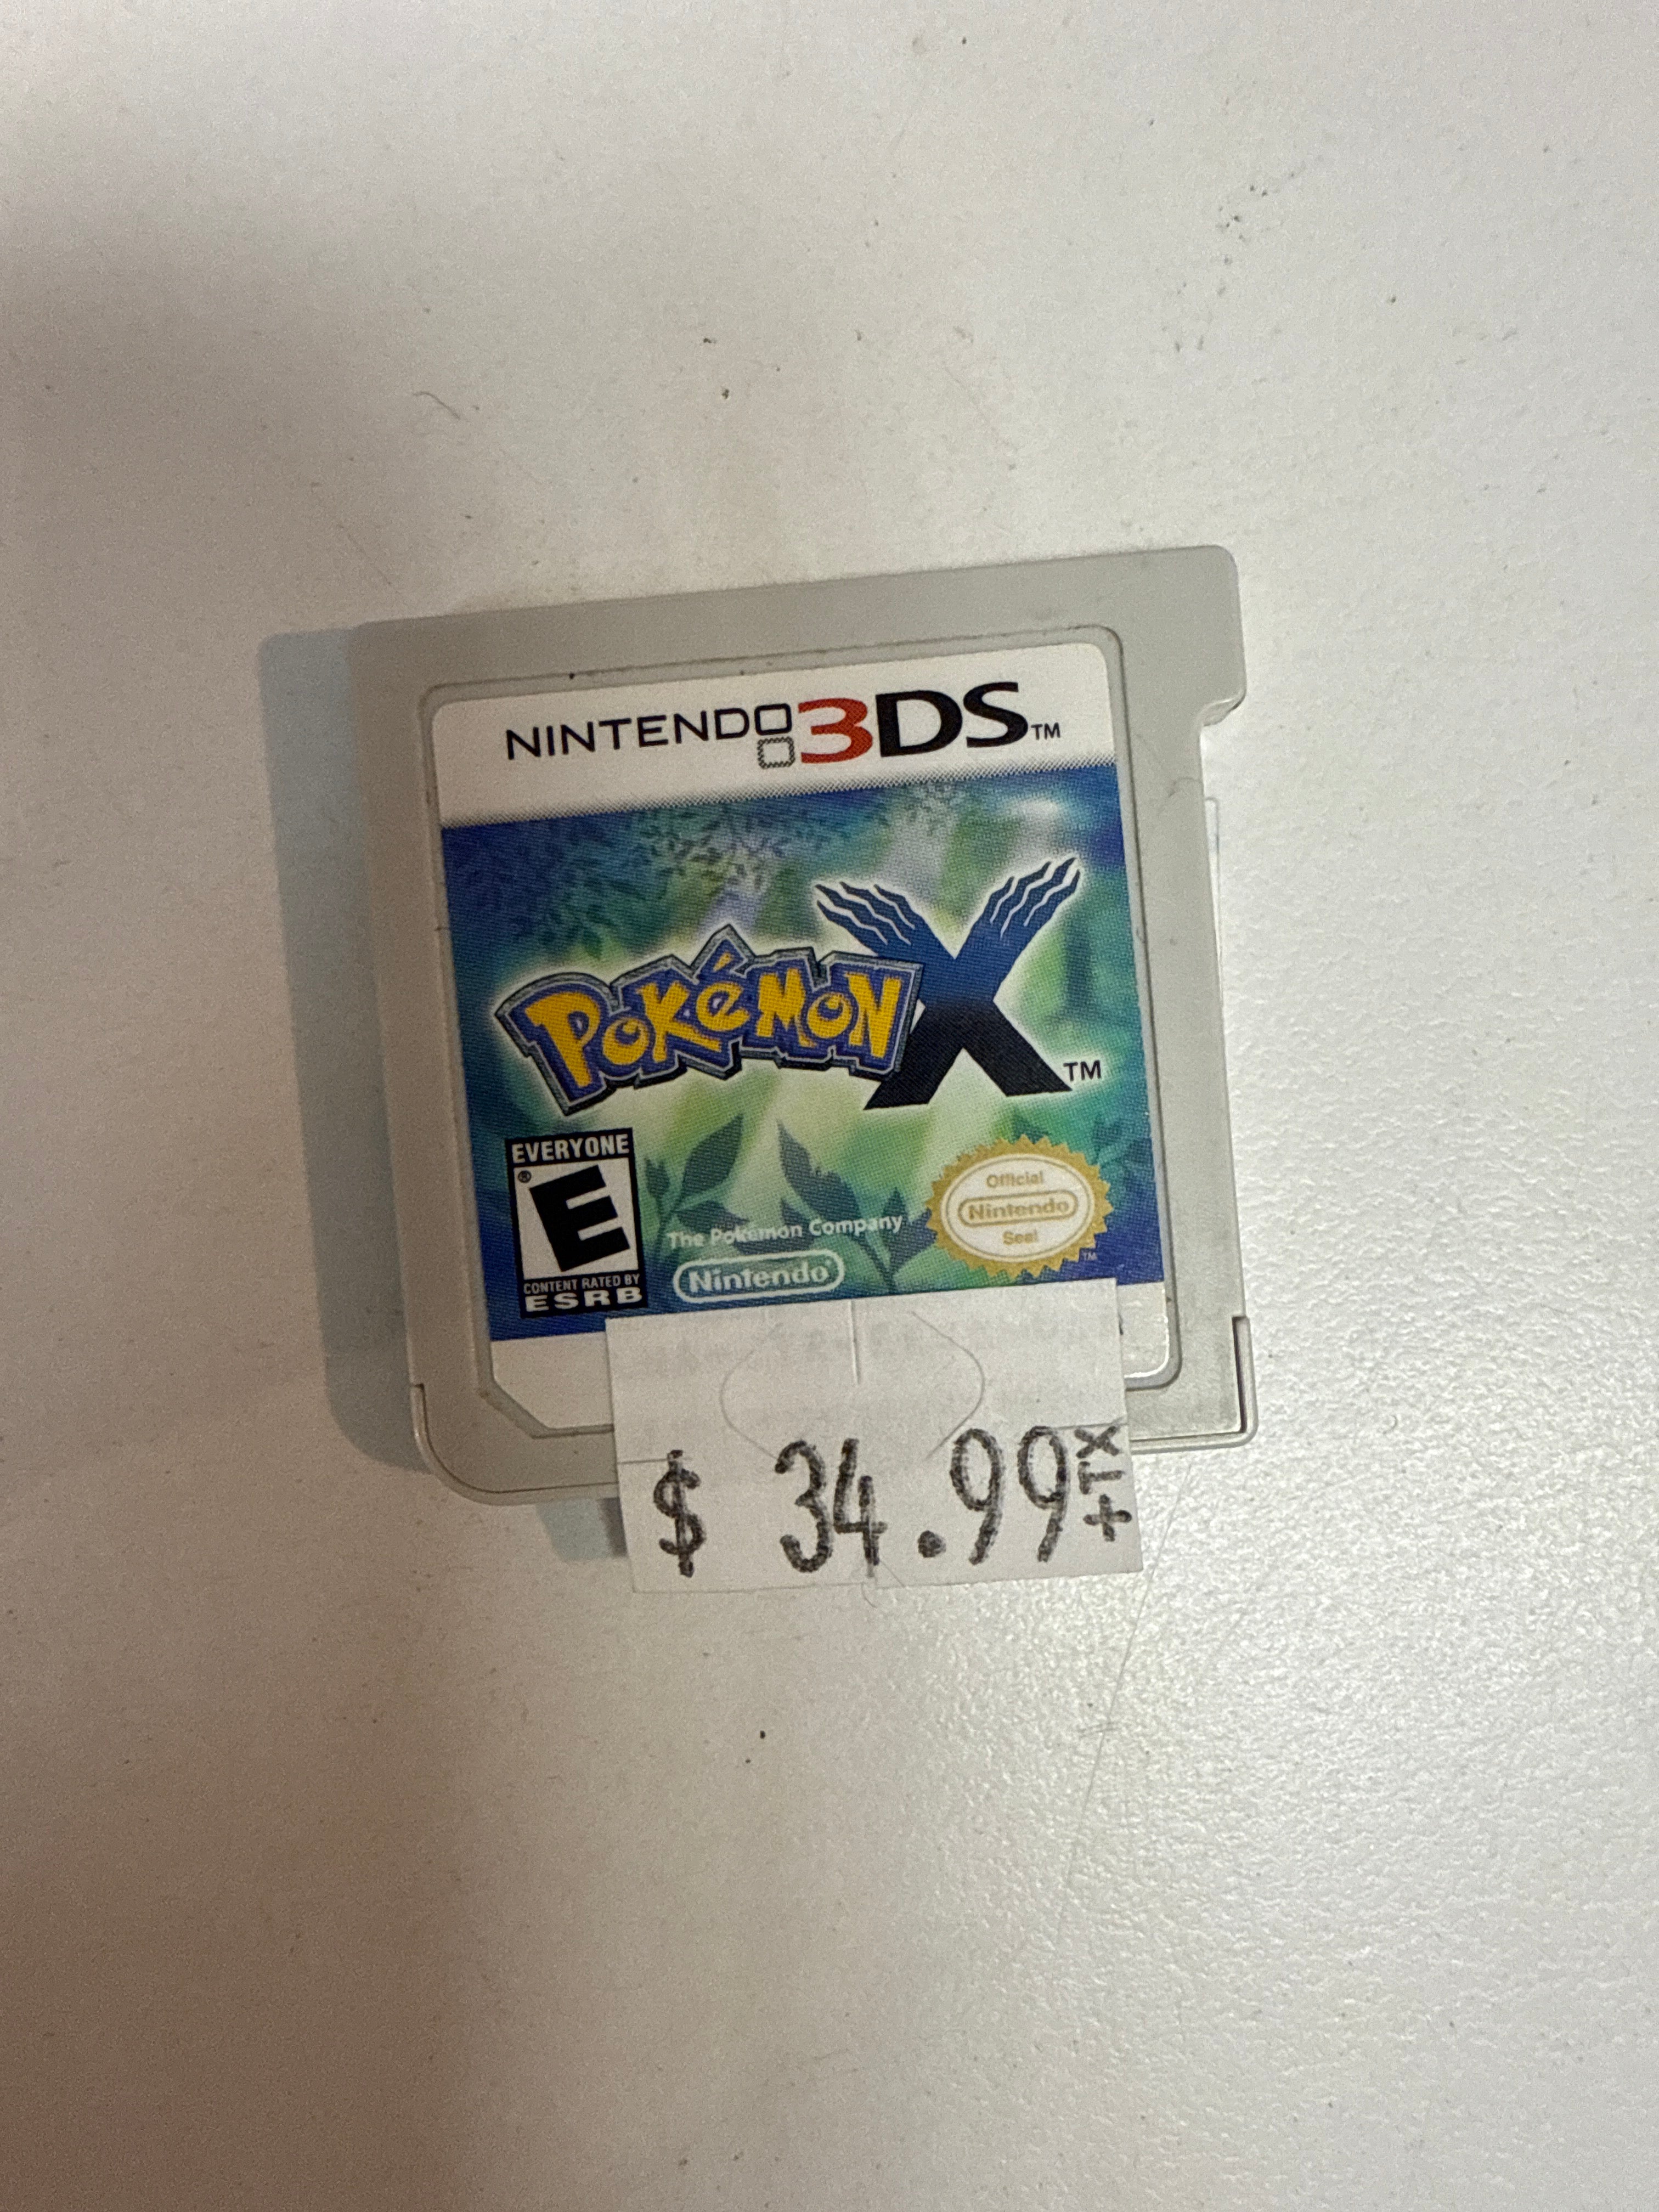 NINTENDO 3DS™
POKéMON X™
EVERYONE
E®
CONTENT RATED BY
ESRB
The Pokémon Company
Nintendo®
Official
Nintendo
Seal
™
$ 34.99 +TX